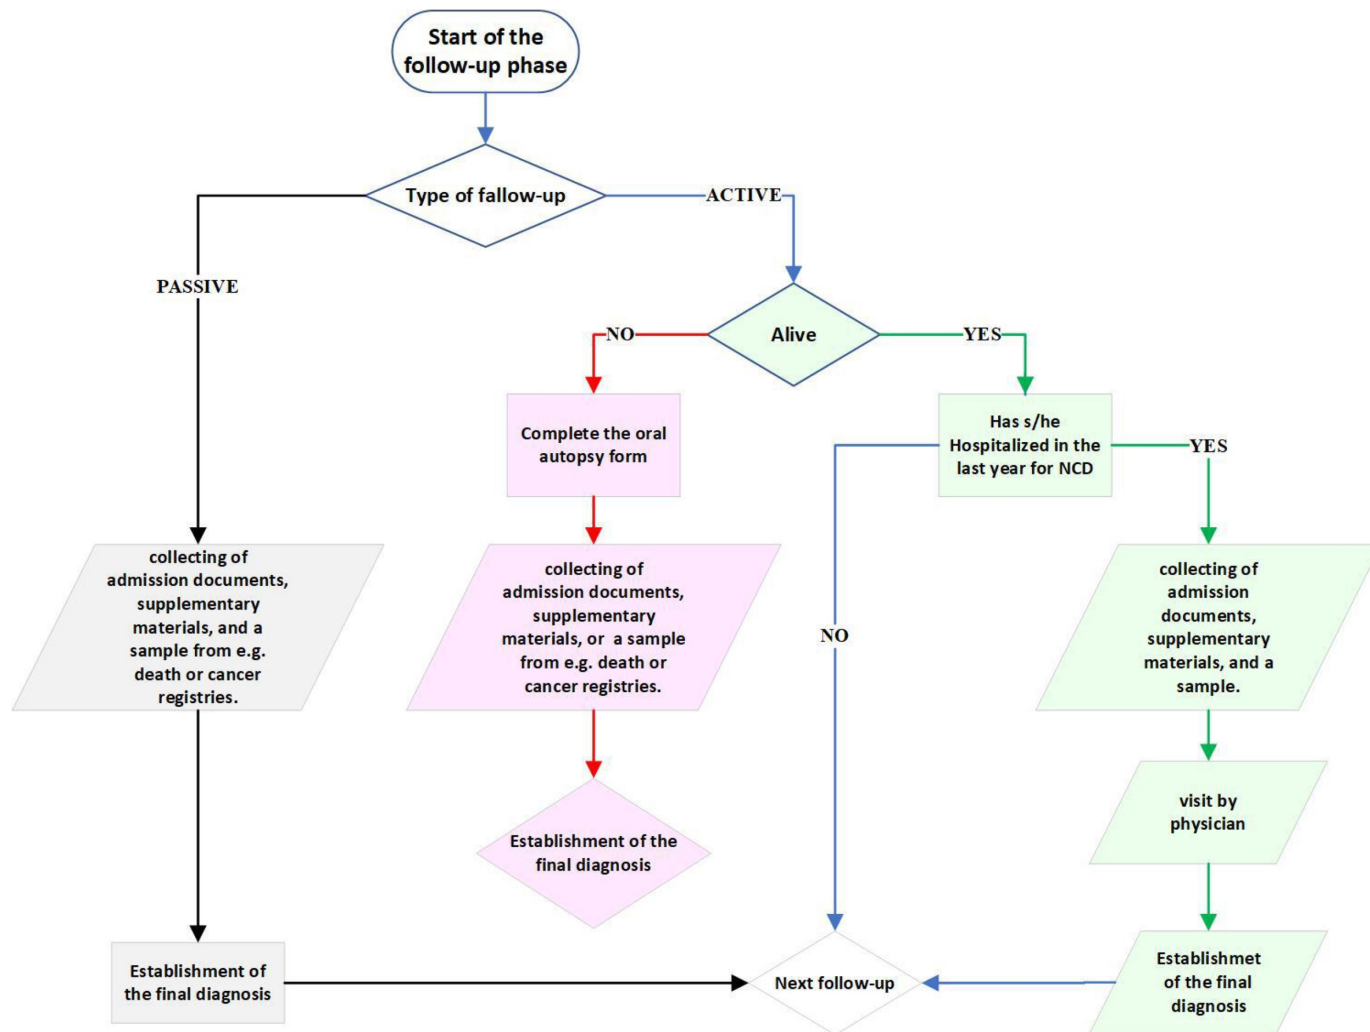 Start of the
follow-up phase
Type of fallow-up
ACTIVE
PASSIVE
Alive
NO
YES
Complete the oral
autopsy form
Has s/he
Hospitalized in the
last year for NCD
YES
collecting of
admission documents,
supplementary
materials, and a
sample from e.g.
death or cancer
registries.
collecting of
admission documents,
supplementary
materials, or a sample
from e.g. death or
cancer registries.
NO
collecting of
admission
documents,
supplementary
materials, and a
sample.
visit by
physician
Establishment of the
final diagnosis
Establishment of
the final diagnosis
Next follow-up
Establishmet
of the final
diagnosis